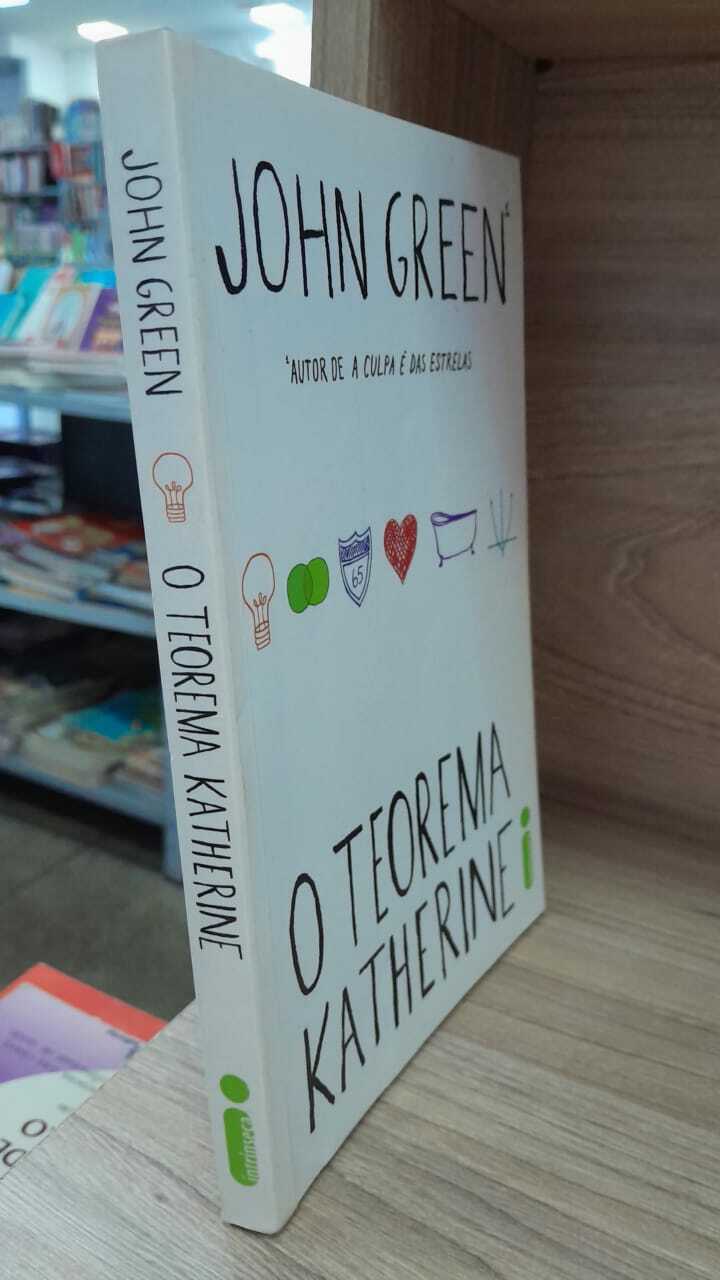 JOHN GREEN
O TEOREMA KATHERINE
intrínseca
JOHN GREEN*
*AUTOR DE A CULPA É DAS ESTRELAS
65
O TEOREMA
KATHERINE
i